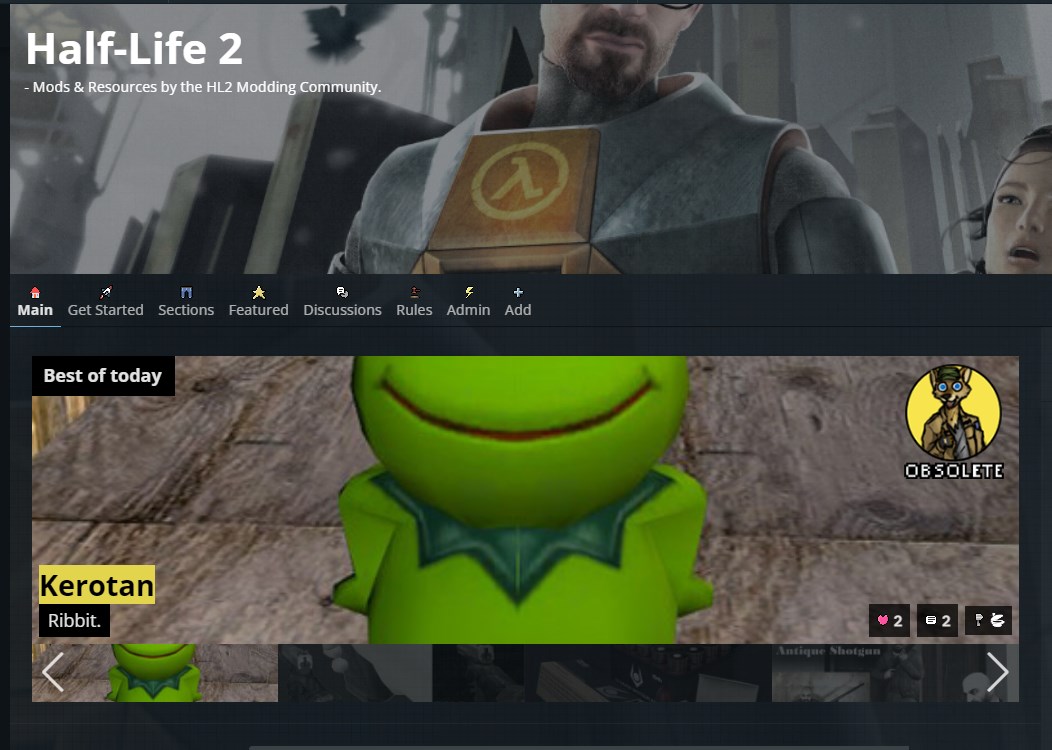 Half-Life 2
- Mods & Resources by the HL2 Modding Community.
Main Get Started Sections Featured Discussions Rules Admin Add
Best of today
OBSOLETE
Kerotan
Ribbit.
2 2
Antique Shotgun